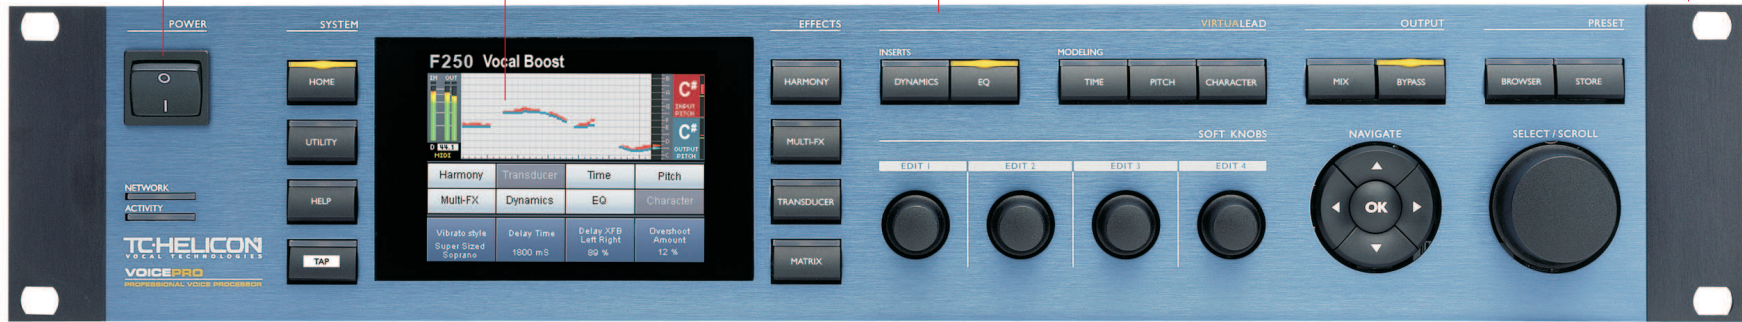 POWER
SYSTEM
EFFECTS
VIRTUALEAD
OUTPUT
PRESET
INSERTS
MODELING
HOME
HARMONY
DYNAMICS
EQ
TIME
PITCH
CHARACTER
MIX
BYPASS
BROWSER
STORE
UTILITY
MULTI-FX
HELP
TRANSDUCER
TAP
MATRIX
F250 Vocal Boost
IN OUT
C#
INPUT
PITCH
C#
OUTPUT
PITCH
D 44.1
MIDI
Harmony Transducer Time Pitch
Multi-FX Dynamics EQ Character
Vibrato style
Super Sized
Soprano
Delay Time
1800 mS
Delay XFB
Left Right
89 %
Overshoot
Amount
12 %
SOFT KNOBS
EDIT 1 EDIT 2 EDIT 3 EDIT 4
NAVIGATE
OK
SELECT / SCROLL
NETWORK
ACTIVITY
TC·HELICON
VOCAL TECHNOLOGIES
VOICEPRO
PROFESSIONAL VOICE PROCESSOR